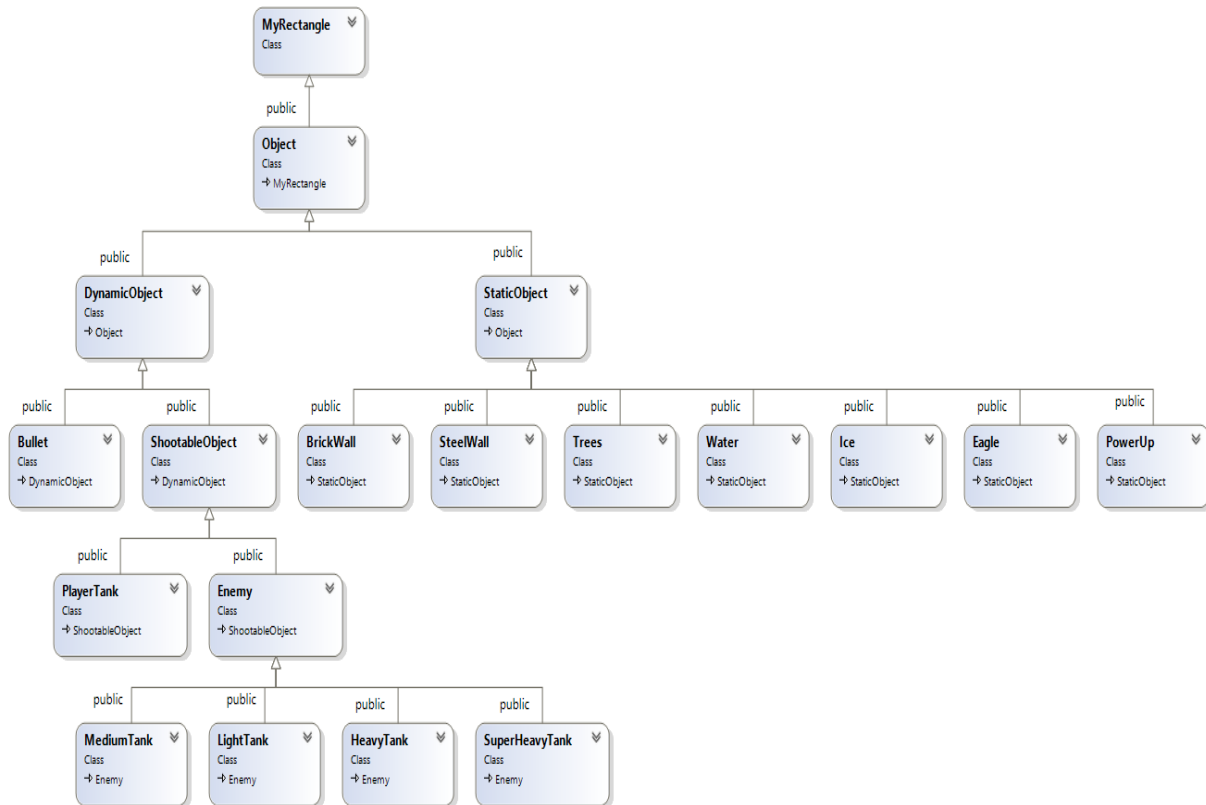 MyRectangle
Class
public
Object
Class
MyRectangle
public
public
DynamicObject
Class
Object
StaticObject
Class
Object
public
public
public
public
public
public
public
public
public
Bullet
Class
DynamicObject
ShootableObject
Class
DynamicObject
BrickWall
Class
StaticObject
SteelWall
Class
StaticObject
Trees
Class
StaticObject
Water
Class
StaticObject
Ice
Class
StaticObject
Eagle
Class
StaticObject
PowerUp
Class
StaticObject
public
public
PlayerTank
Class
ShootableObject
Enemy
Class
ShootableObject
public
public
public
public
MediumTank
Class
Enemy
LightTank
Class
Enemy
HeavyTank
Class
Enemy
SuperHeavyTank
Class
Enemy